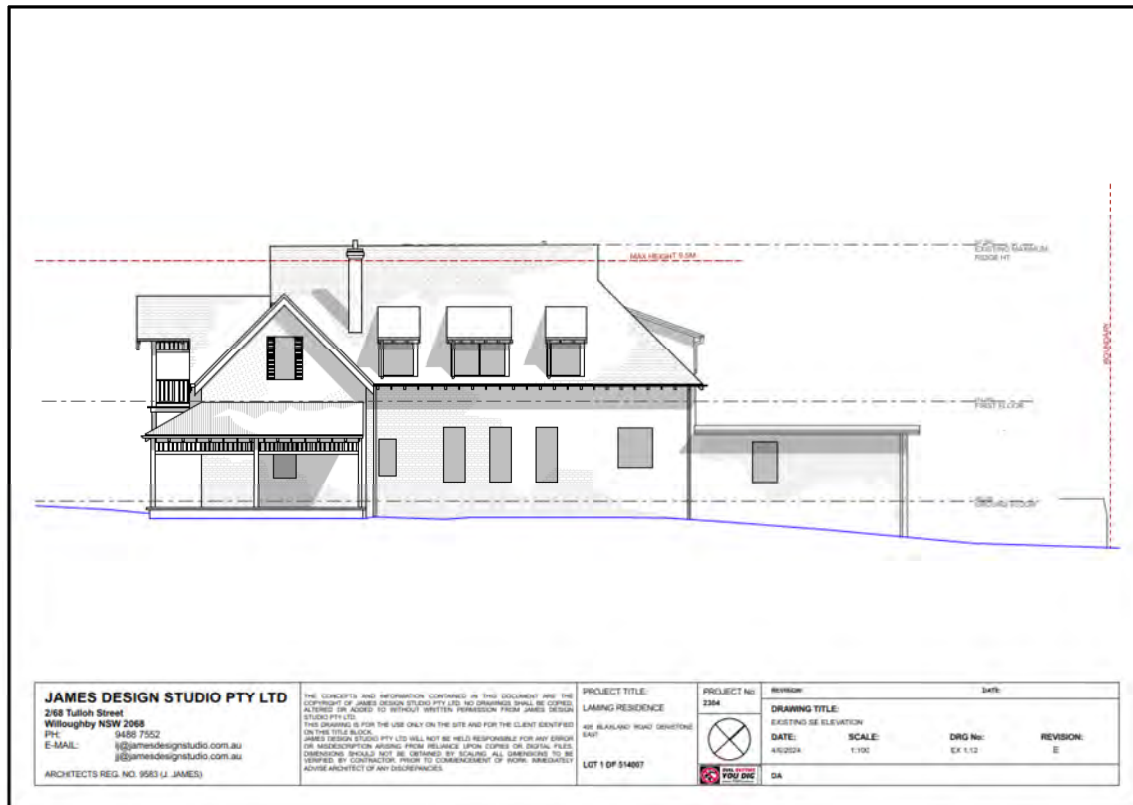 EXISTING MAXIMUM
RIDGE HT
MAX HEIGHT 9.5M
BOUNDARY
FIRST FLOOR
GROUND FLOOR
JAMES DESIGN STUDIO PTY LTD
2/68 Tulloh Street
Willoughby NSW 2068
PH: 9488 7552
E-MAIL: ij@jamesdesignstudio.com.au
jj@jamesdesignstudio.com.au
ARCHITECTS REG. NO. 9583 (J. JAMES)
THE CONCEPTS AND INFORMATION CONTAINED IN THIS DOCUMENT ARE THE
COPYRIGHT OF JAMES DESIGN STUDIO PTY LTD. NO DRAWINGS SHALL BE COPIED,
ALTERED OR ADDED TO WITHOUT WRITTEN PERMISSION FROM JAMES DESIGN
STUDIO PTY LTD.
THIS DRAWING IS FOR THE USE ONLY ON THE SITE AND FOR THE CLIENT IDENTIFIED
ON THIS TITLE BLOCK.
JAMES DESIGN STUDIO PTY LTD WILL NOT BE HELD RESPONSIBLE FOR ANY ERROR
OR MISDESCRIPTION ARISING FROM RELIANCE UPON COPIES OR DIGITAL FILES.
DIMENSIONS SHOULD NOT BE OBTAINED BY SCALING. ALL DIMENSIONS TO BE
VERIFIED BY CONTRACTOR, PRIOR TO COMMENCEMENT OF WORK. IMMEDIATELY
ADVISE ARCHITECT OF ANY DISCREPANCIES.
PROJECT TITLE:
LAMING RESIDENCE
BLAXLAND ROAD DENISTONE
EAST
LOT 1 DP 514007
PROJECT No:
2304
YOU DIG
REVISION: DATE:
DRAWING TITLE:
EXISTING SE ELEVATION
DATE: SCALE: DRG No: REVISION:
4/6/2024 1:100 EX 1.12 E
DA